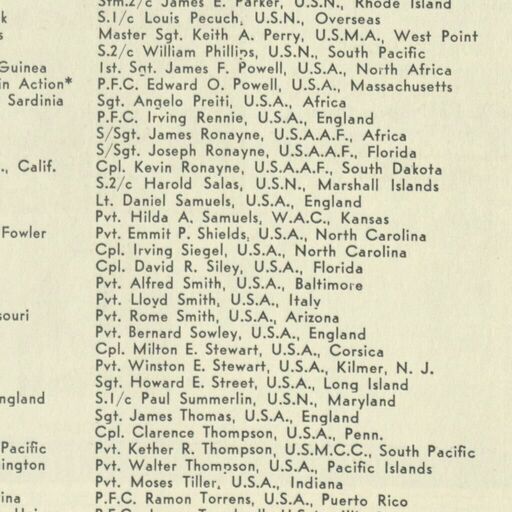 Stm.2/c James E. Parker, U.S.N., Rhode Island
k S.1/c Louis Pecuch, U.S.N., Overseas
s Master Sgt. Keith A. Perry, U.S.M.A., West Point
S.2/c William Phillips, U.S.N., South Pacific
Guinea 1st. Sgt. James F. Powell, U.S.A., North Africa
in Action* P.F.C. Edward O. Powell, U.S.A., Massachusetts
Sardinia Sgt. Angelo Preiti, U.S.A., Africa
P.F.C. Irving Rennie, U.S.A., England
S/Sgt. James Ronayne, U.S.A.A.F., Africa
S/Sgt. Joseph Ronayne, U.S.A.A.F., Florida
., Calif. Cpl. Kevin Ronayne, U.S.A.A.F., South Dakota
S.2/c Harold Salas, U.S.N., Marshall Islands
Lt. Daniel Samuels, U.S.A., England
Pvt. Hilda A. Samuels, W.A.C., Kansas
Fowler Pvt. Emmit P. Shields, U.S.A., North Carolina
Cpl. Irving Siegel, U.S.A., North Carolina
Cpl. David R. Siley, U.S.A., Florida
Pvt. Alfred Smith, U.S.A., Baltimore
Pvt. Lloyd Smith, U.S.A., Italy
souri Pvt. Rome Smith, U.S.A., Arizona
Pvt. Bernard Sowley, U.S.A., England
Cpl. Milton E. Stewart, U.S.A., Corsica
Pvt. Winston E. Stewart, U.S.A., Kilmer, N. J.
Sgt. Howard E. Street, U.S.A., Long Island
ngland S.1/c Paul Summerlin, U.S.N., Maryland
Sgt. James Thomas, U.S.A., England
Cpl. Clarence Thompson, U.S.A., Penn.
Pacific Pvt. Kether R. Thompson, U.S.M.C.C., South Pacific
ington Pvt. Walter Thompson, U.S.A., Pacific Islands
Pvt. Moses Tiller, U.S.A., Indiana
ina P.F.C. Ramon Torrens, U.S.A., Puerto Rico